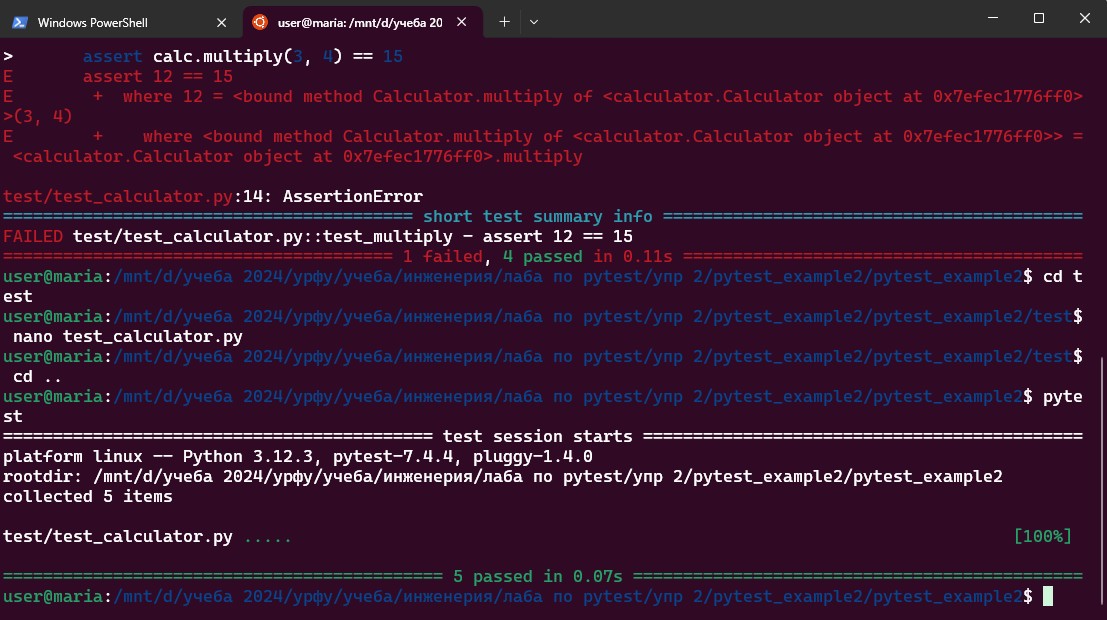 Windows PowerShell
user@maria: /mnt/d/учеба 20
>       assert calc.multiply(3, 4) == 15
E       assert 12 == 15
E        +  where 12 = <bound method Calculator.multiply of <calculator.Calculator object at 0x7efec1776ff0>
>(3, 4)
E        +    where <bound method Calculator.multiply of <calculator.Calculator object at 0x7efec1776ff0>> =
 <calculator.Calculator object at 0x7efec1776ff0>.multiply
test/test_calculator.py:14: AssertionError
========================================= short test summary info ==========================================
FAILED test/test_calculator.py::test_multiply - assert 12 == 15
======================================= 1 failed, 4 passed in 0.11s ========================================
user@maria:/mnt/d/учеба 2024/урфу/учеба/инженерия/лаба по pytest/упр 2/pytest_example2/pytest_example2$ cd t
est
user@maria:/mnt/d/учеба 2024/урфу/учеба/инженерия/лаба по pytest/упр 2/pytest_example2/pytest_example2/test$
 nano test_calculator.py
user@maria:/mnt/d/учеба 2024/урфу/учеба/инженерия/лаба по pytest/упр 2/pytest_example2/pytest_example2/test$
 cd ..
user@maria:/mnt/d/учеба 2024/урфу/учеба/инженерия/лаба по pytest/упр 2/pytest_example2/pytest_example2$ pyte
st
=========================================== test session starts ============================================
platform linux -- Python 3.12.3, pytest-7.4.4, pluggy-1.4.0
rootdir: /mnt/d/учеба 2024/урфу/учеба/инженерия/лаба по pytest/упр 2/pytest_example2/pytest_example2
collected 5 items
test/test_calculator.py ..... [100%]
============================================ 5 passed in 0.07s =============================================
user@maria:/mnt/d/учеба 2024/урфу/учеба/инженерия/лаба по pytest/упр 2/pytest_example2/pytest_example2$